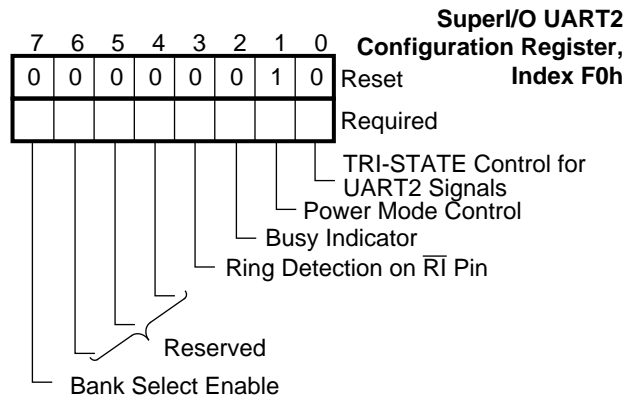 SuperI/O UART2
Configuration Register,
Index F0h
7 6 5 4 3 2 1 0
0 0 0 0 0 0 1 0 Reset
Required
TRI-STATE Control for
UART2 Signals
Power Mode Control
Busy Indicator
Ring Detection on R̅I̅ Pin
Reserved
Bank Select Enable